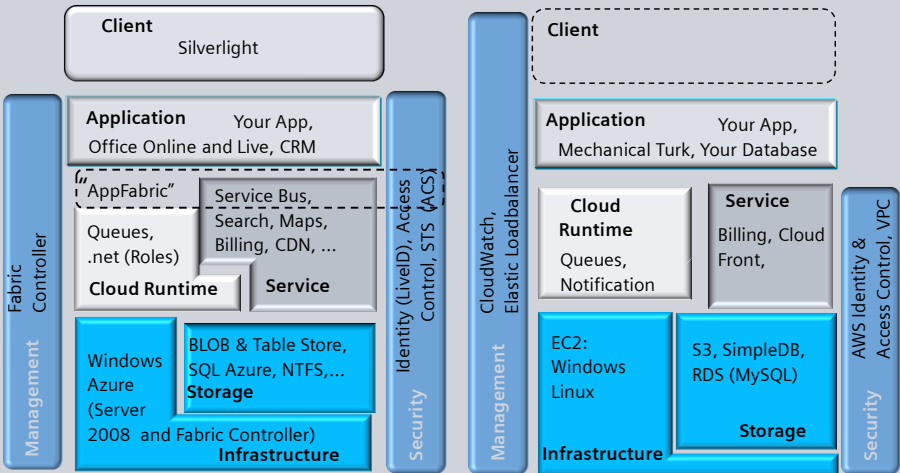 Client
Silverlight
Application Your App,
Office Online and Live, CRM
"AppFabric"
Queues,
.net (Roles)
Cloud Runtime
Service Bus,
Search, Maps,
Billing, CDN, ...
Service
Windows
Azure
(Server
2008 and Fabric Controller)
Infrastructure
BLOB & Table Store,
SQL Azure, NTFS,...
Storage
Fabric
Controller
Management
Identity (LiveID), Access
Control, STS (ACS)
Security
CloudWatch,
Elastic Loadbalancer
Management
Client
Application Your App,
Mechanical Turk, Your Database
Cloud
Runtime
Queues,
Notification
Service
Billing, Cloud
Front,
EC2:
Windows
Linux
Infrastructure
S3, SimpleDB,
RDS (MySQL)
Storage
AWS Identity &
Access Control, VPC
Security